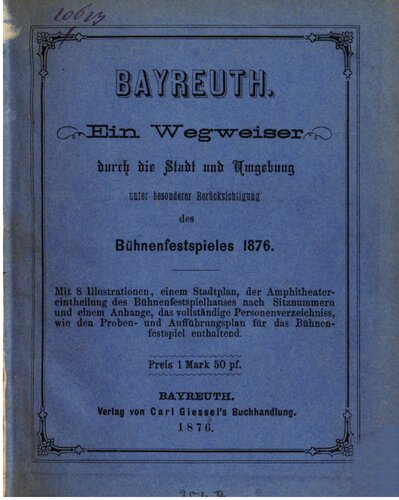 BAYREUTH.
Ein Wegweiser
durch die Stadt und Umgebung
unter besonderer Berücksichtigung
des
Bühnenfestspieles 1876.
Mit 8 Illustrationen, einem Stadtplan, der Amphitheater-
eintheilung des Bühnenfestspielhauses nach Sitznummern
und einem Anhange, das vollständige Personenverzeichniss,
wie den Proben- und Aufführungsplan für das Bühnen-
festspiel enthaltend.
Preis 1 Mark 50 pf.
BAYREUTH.
Verlag von Carl Giessel's Buchhandlung.
1876.